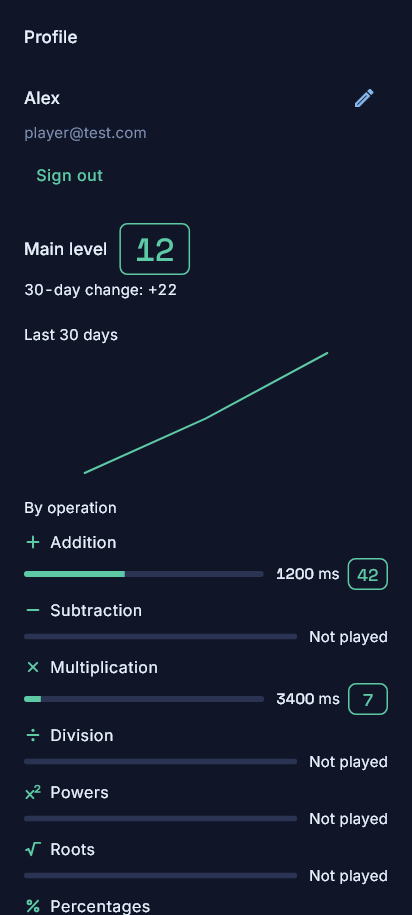 Profile
Alex
player@test.com
Sign out
Main level 12
30-day change: +22
Last 30 days
By operation
+ Addition
1200 ms 42
− Subtraction
Not played
× Multiplication
3400 ms 7
÷ Division
Not played
x² Powers
Not played
√ Roots
Not played
% Percentages